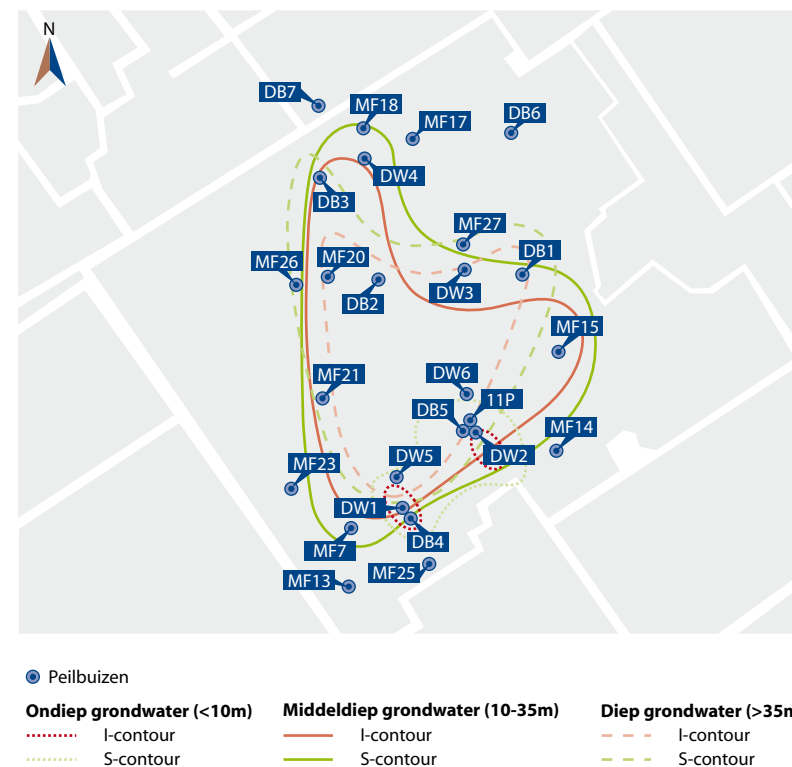 N
DB7
MF18
MF17
DB6
DW4
DB3
MF27
DB1
MF26
MF20
DB2
DW3
MF15
DW6
MF21
11P
DB5
MF14
DW2
DW5
MF23
DW1
DB4
MF7
MF25
MF13
Peilbuizen
Ondiep grondwater (<10m) Middeldiep grondwater (10-35m) Diep grondwater (>35m
I-contour I-contour I-contour
S-contour S-contour S-contour